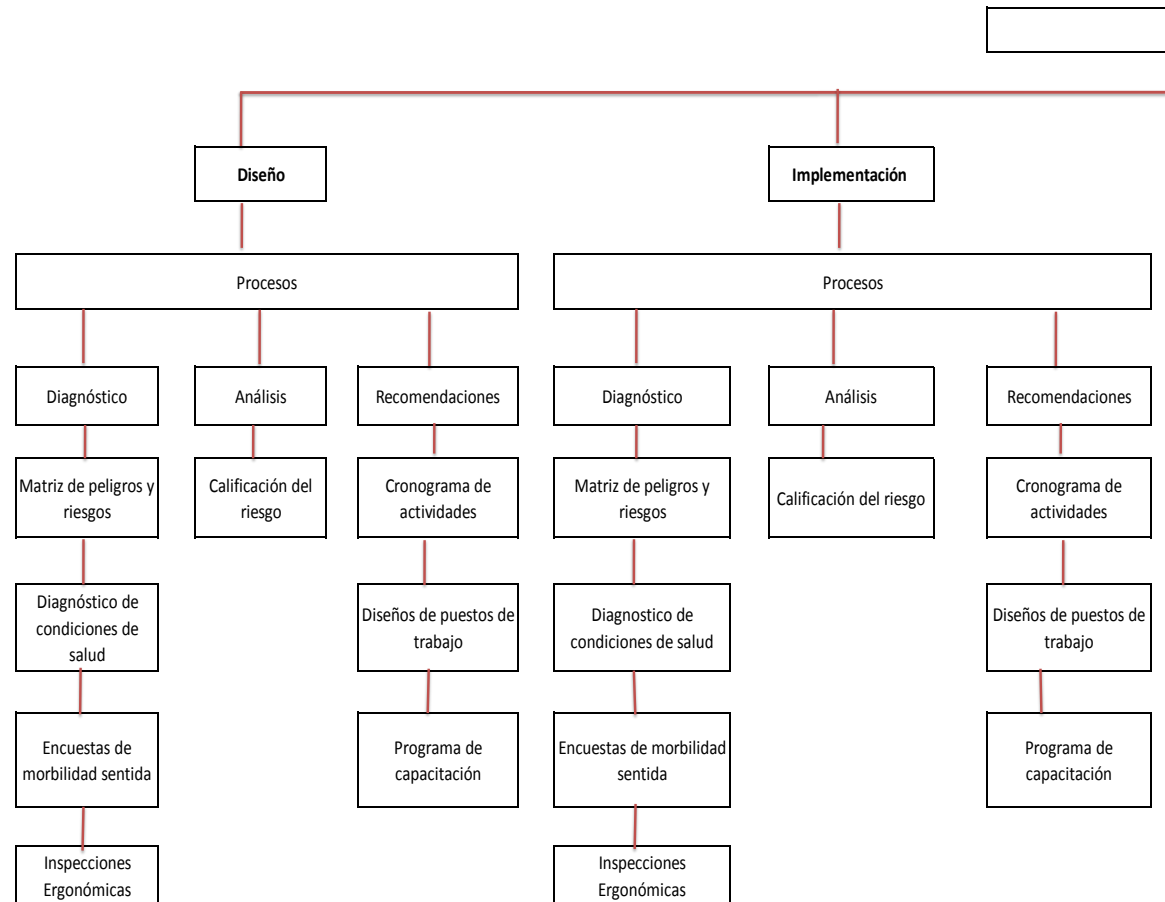 Diseño
Implementación
Procesos
Procesos
Diagnóstico
Análisis
Recomendaciones
Diagnóstico
Análisis
Recomendaciones
Matriz de peligros y
riesgos
Calificación del
riesgo
Cronograma de
actividades
Matriz de peligros y
riesgos
Calificación del riesgo
Cronograma de
actividades
Diagnóstico de
condiciones de
salud
Diseños de puestos de
trabajo
Diagnostico de
condiciones de salud
Diseños de puestos de
trabajo
Encuestas de
morbilidad sentida
Programa de
capacitación
Encuestas de morbilidad
sentida
Programa de
capacitación
Inspecciones
Ergonómicas
Inspecciones
Ergonómicas